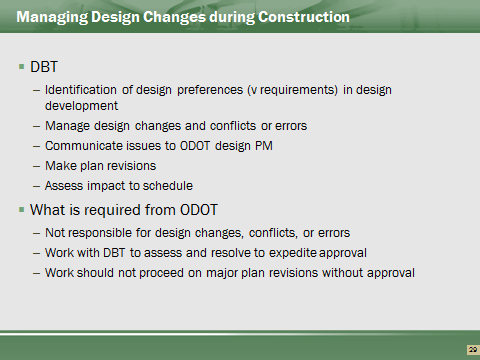 Managing Design Changes during Construction
▪ DBT
– Identification of design preferences (v requirements) in design
development
– Manage design changes and conflicts or errors
– Communicate issues to ODOT design PM
– Make plan revisions
– Assess impact to schedule
▪ What is required from ODOT
– Not responsible for design changes, conflicts, or errors
– Work with DBT to assess and resolve to expedite approval
– Work should not proceed on major plan revisions without approval
29